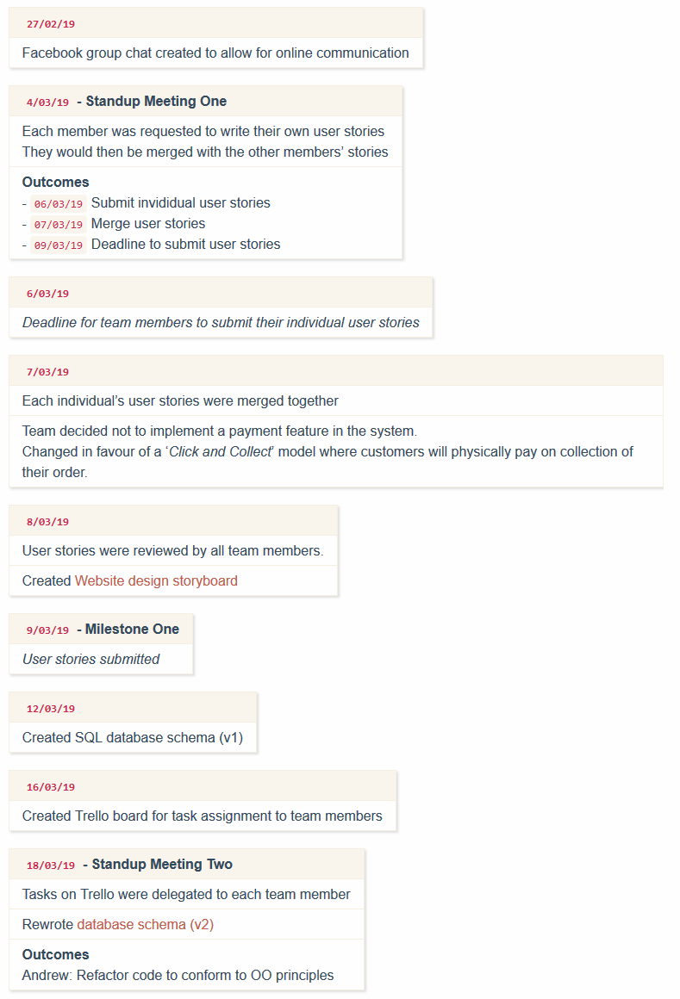 27/02/19
Facebook group chat created to allow for online communication
4/03/19 - Standup Meeting One
Each member was requested to write their own user stories
They would then be merged with the other members’ stories
Outcomes
- 06/03/19 Submit invididual user stories
- 07/03/19 Merge user stories
- 09/03/19 Deadline to submit user stories
6/03/19
Deadline for team members to submit their individual user stories
7/03/19
Each individual’s user stories were merged together
Team decided not to implement a payment feature in the system.
Changed in favour of a ‘Click and Collect’ model where customers will physically pay on collection of
their order.
8/03/19
User stories were reviewed by all team members.
Created Website design storyboard
9/03/19 - Milestone One
User stories submitted
12/03/19
Created SQL database schema (v1)
16/03/19
Created Trello board for task assignment to team members
18/03/19 - Standup Meeting Two
Tasks on Trello were delegated to each team member
Rewrote database schema (v2)
Outcomes
Andrew: Refactor code to conform to OO principles